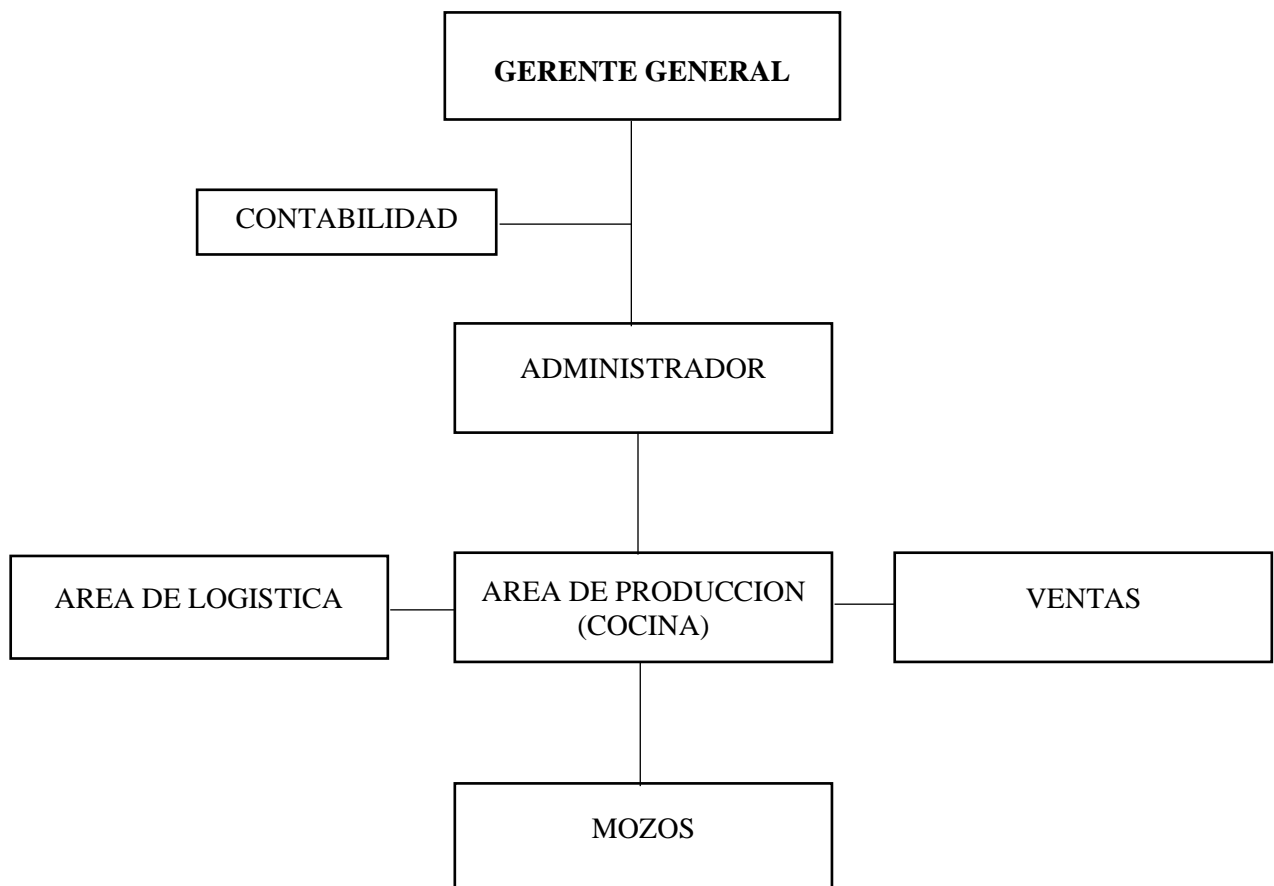 GERENTE GENERAL
CONTABILIDAD
ADMINISTRADOR
AREA DE LOGISTICA
AREA DE PRODUCCION
(COCINA)
VENTAS
MOZOS